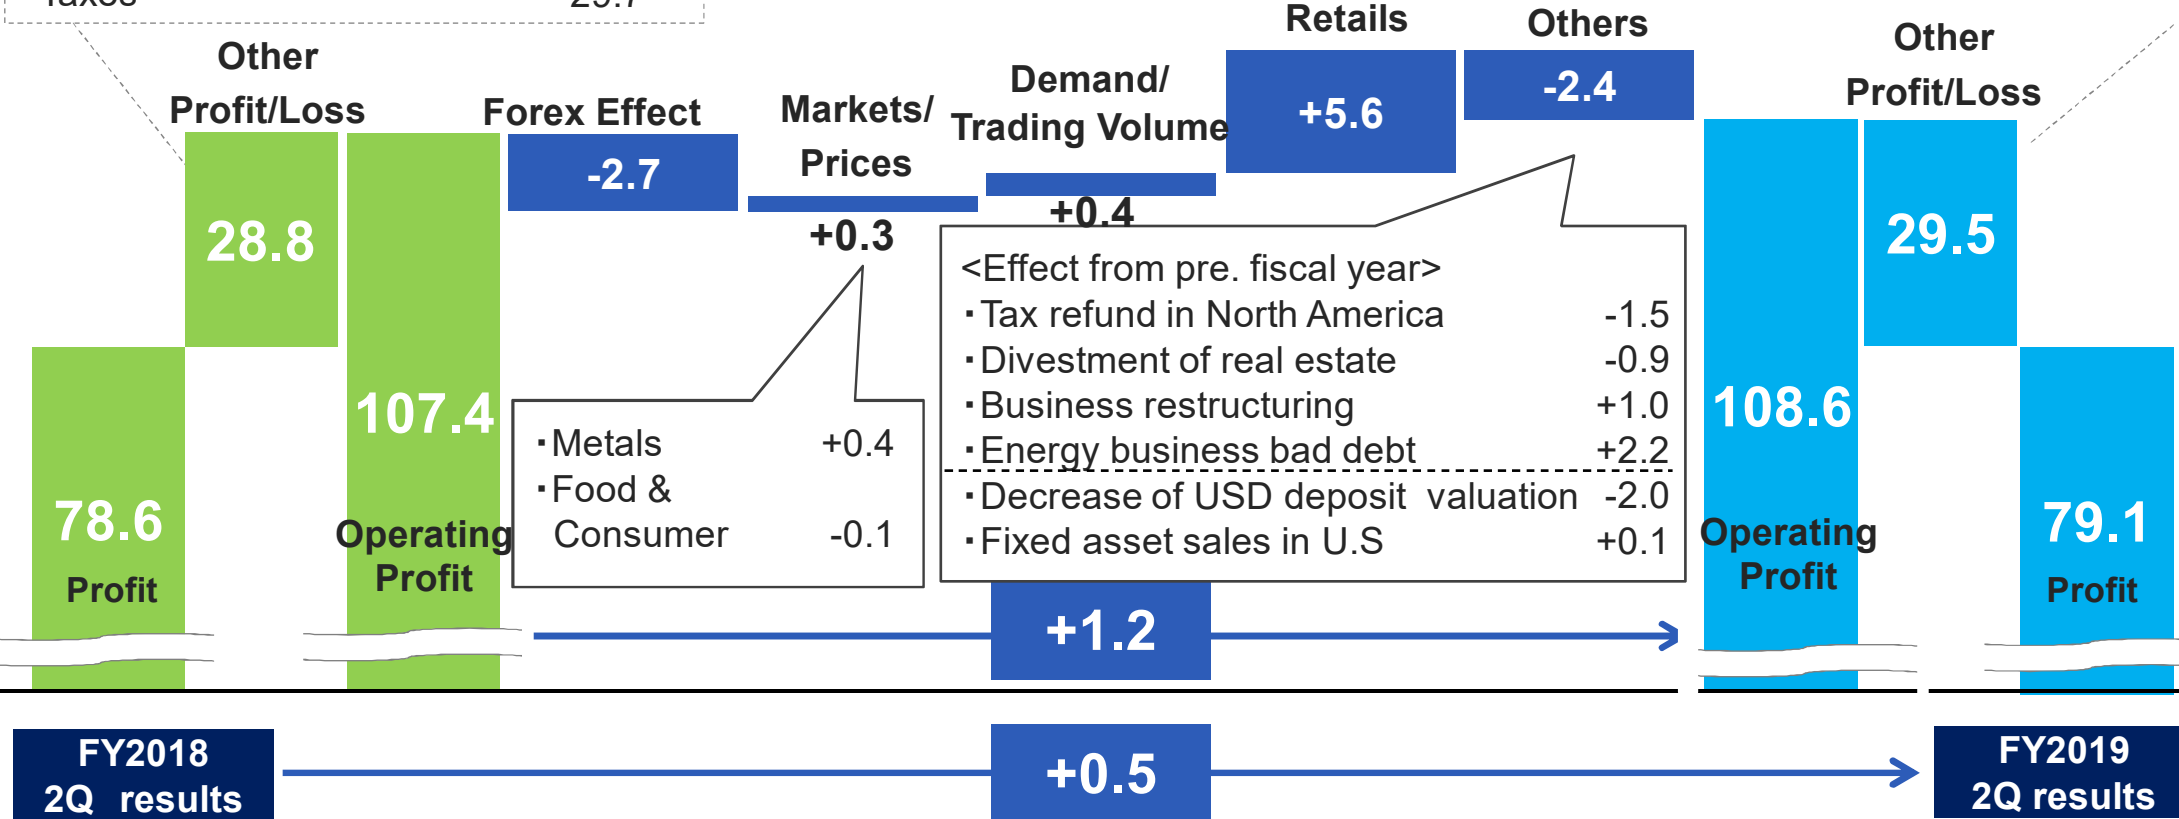 Other
Profit/Loss
Forex Effect
Markets/
Prices
Demand/
Trading Volume
Retails
Others
Other
Profit/Loss
-2.7
+0.3
+0.4
+5.6
-2.4
28.8
29.5
107.4
Operating
Profit
78.6
Profit
108.6
Operating
Profit
79.1
Profit
・Metals +0.4
・Food &
Consumer -0.1
<Effect from pre. fiscal year>
・Tax refund in North America -1.5
・Divestment of real estate -0.9
・Business restructuring +1.0
・Energy business bad debt +2.2
・Decrease of USD deposit valuation -2.0
・Fixed asset sales in U.S +0.1
+1.2
FY2018
2Q results
+0.5
FY2019
2Q results